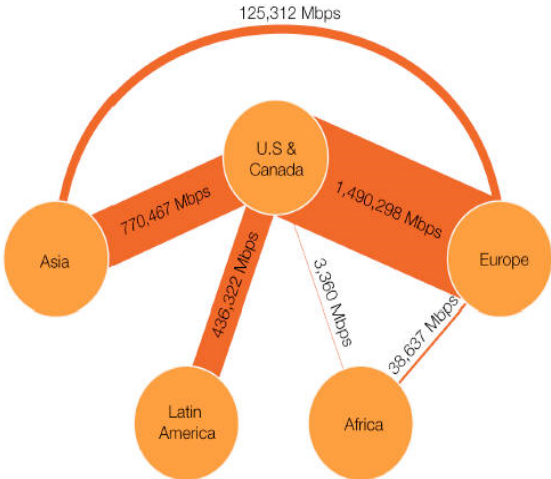 125,312 Mbps
U.S &
Canada
770,467 Mbps
1,490,298 Mbps
Asia
436,322 Mbps
3,360 Mbps
Europe
38,637 Mbps
Latin
America
Africa